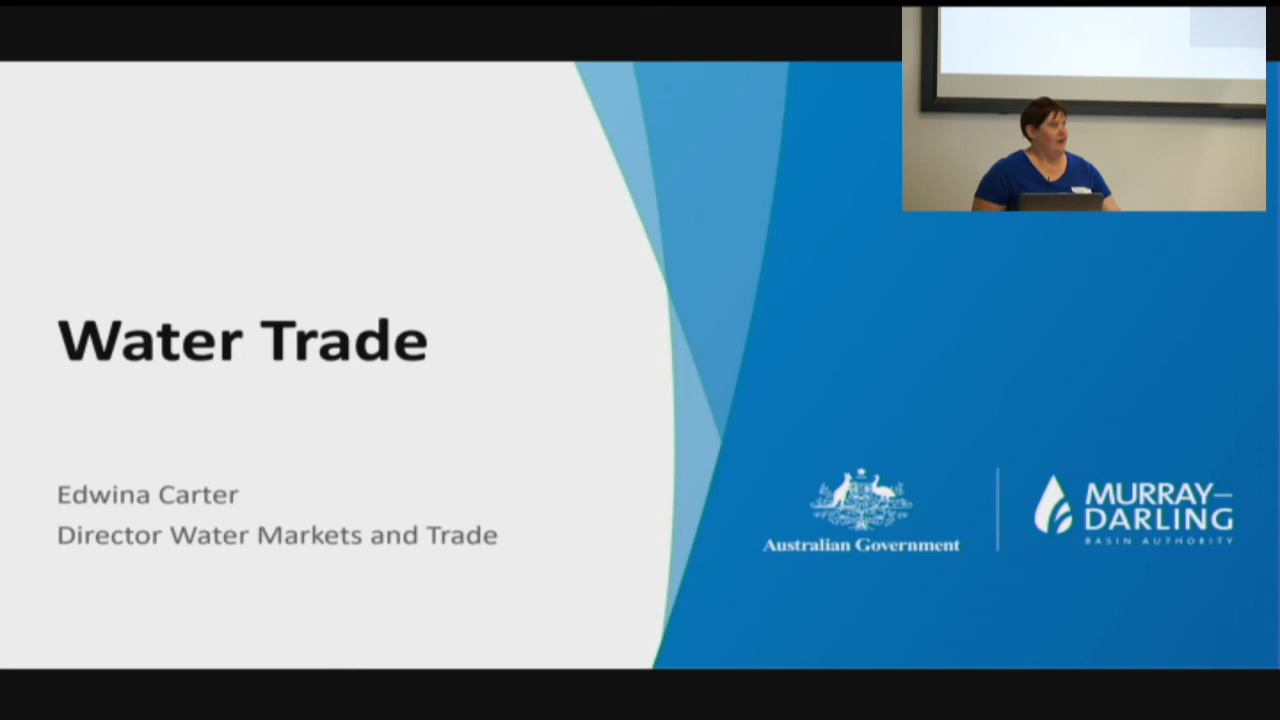 Water Trade
Edwina Carter
Director Water Markets and Trade
Australian Government
MURRAY–
DARLING
BASIN AUTHORITY